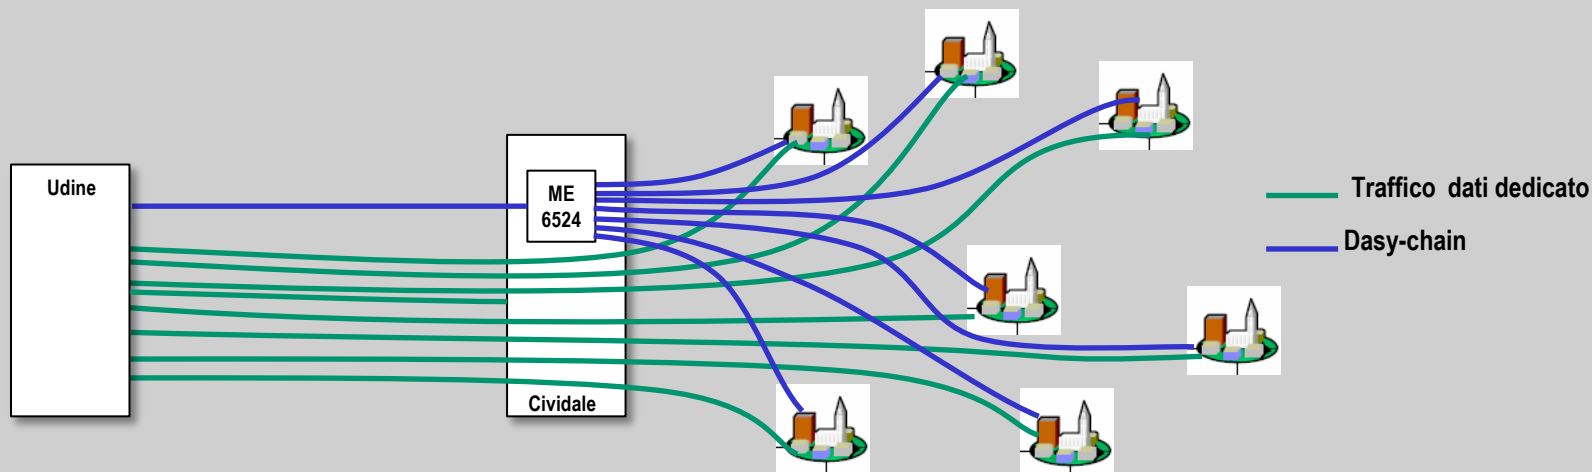 Udine
ME
6524
Cividale
Traffico dati dedicato
Dasy-chain